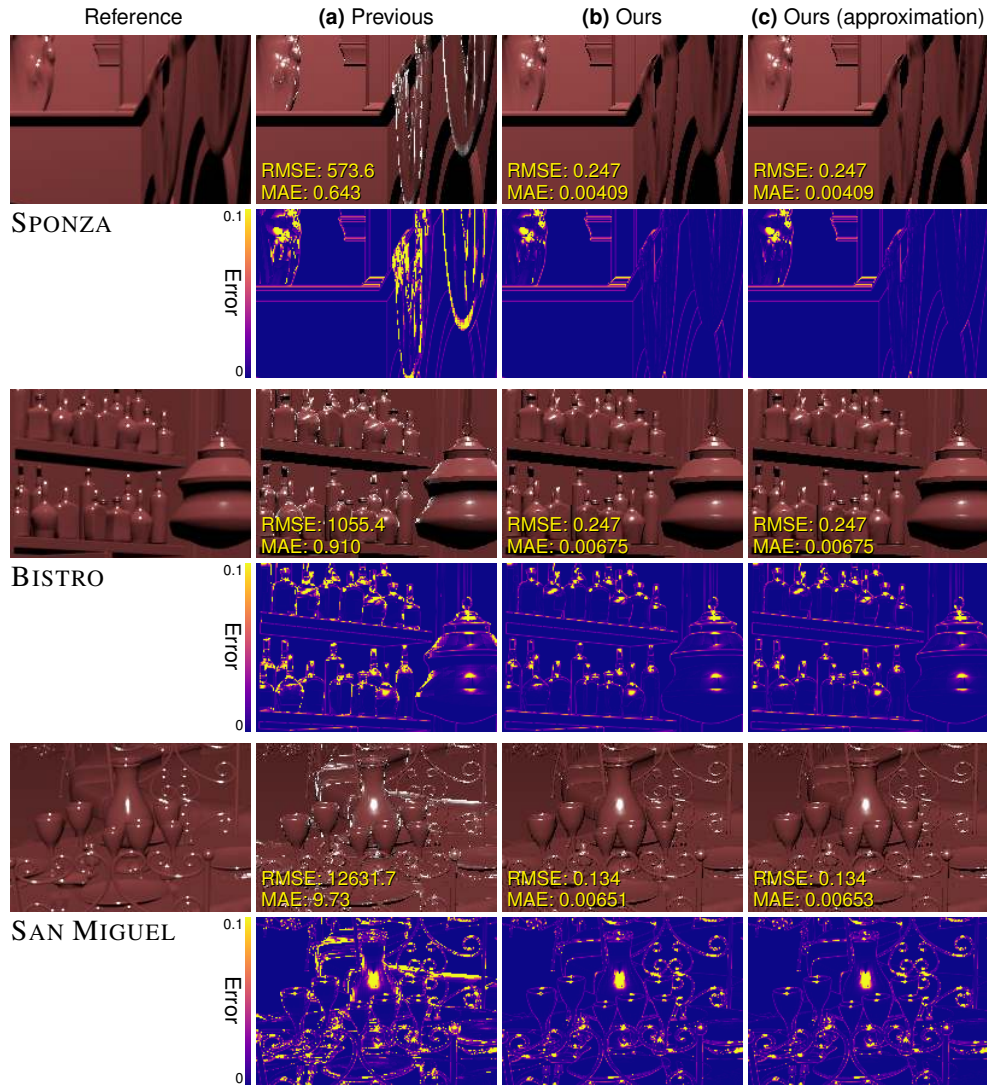 Reference
(a) Previous
(b) Ours
(c) Ours (approximation)
RMSE: 573.6
MAE: 0.643
RMSE: 0.247
MAE: 0.00409
RMSE: 0.247
MAE: 0.00409
SPONZA
0.1
Error
0
RMSE: 1055.4
MAE: 0.910
RMSE: 0.247
MAE: 0.00675
RMSE: 0.247
MAE: 0.00675
BISTRO
0.1
Error
0
RMSE: 12631.7
MAE: 9.73
RMSE: 0.134
MAE: 0.00651
RMSE: 0.134
MAE: 0.00653
SAN MIGUEL
0.1
Error
0